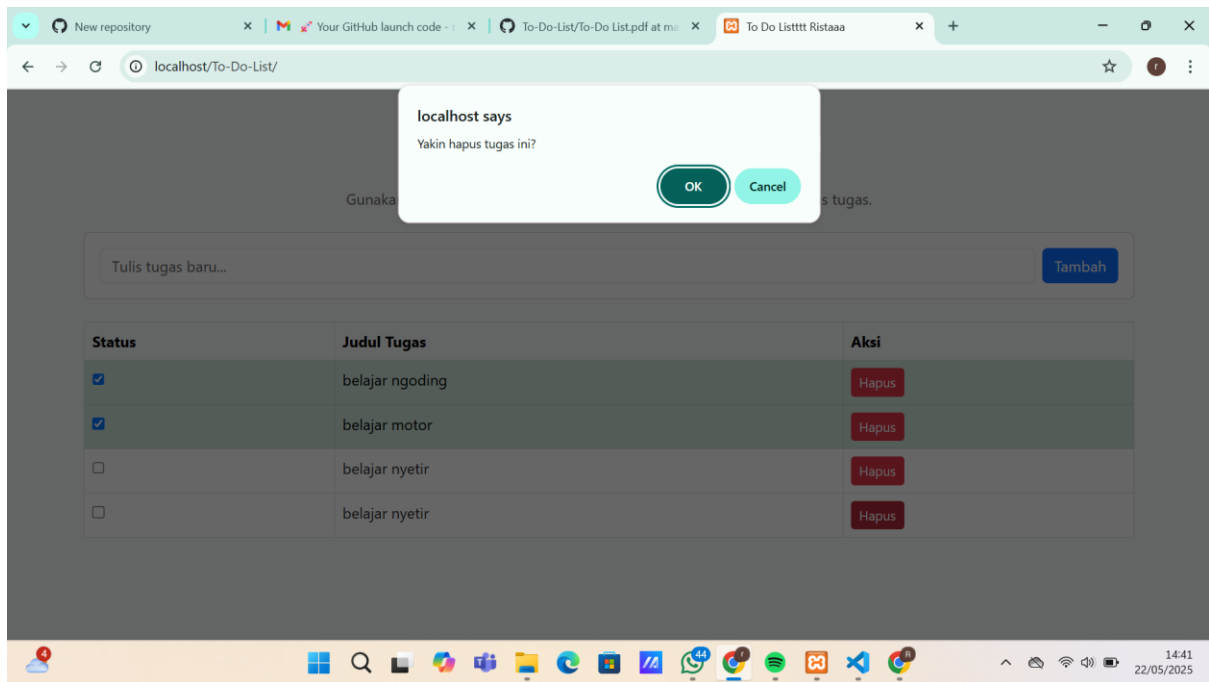 New repository
Your GitHub launch code - r
To-Do-List/To-Do List.pdf at ma
To Do Listttt Ristaaa
localhost/To-Do-List/
r
localhost says
Yakin hapus tugas ini?
OK
Cancel
s tugas.
Tulis tugas baru...
Tambah
Status
Judul Tugas
Aksi
belajar ngoding
Hapus
belajar motor
Hapus
belajar nyetir
Hapus
belajar nyetir
Hapus
4
44
14:41
22/05/2025